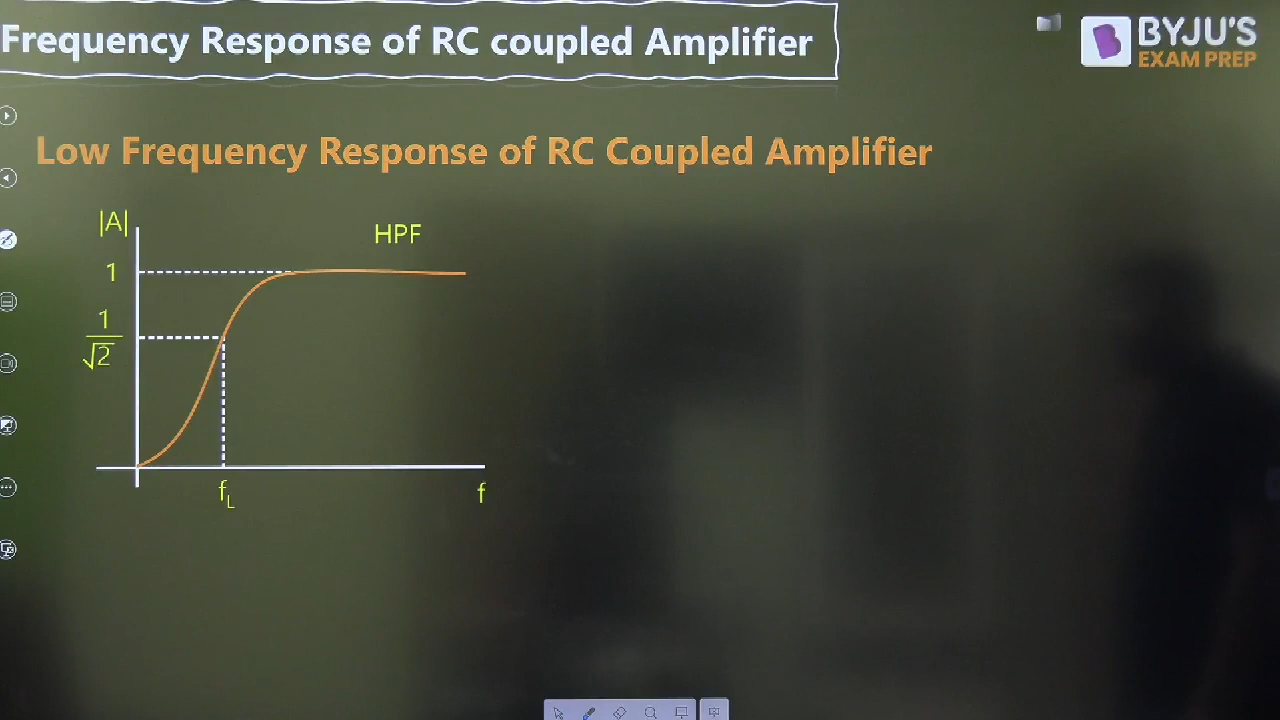 Frequency Response of RC coupled Amplifier
BYJU'S
EXAM PREP
Low Frequency Response of RC Coupled Amplifier
|A|
HPF
1
1
√2
fL
f